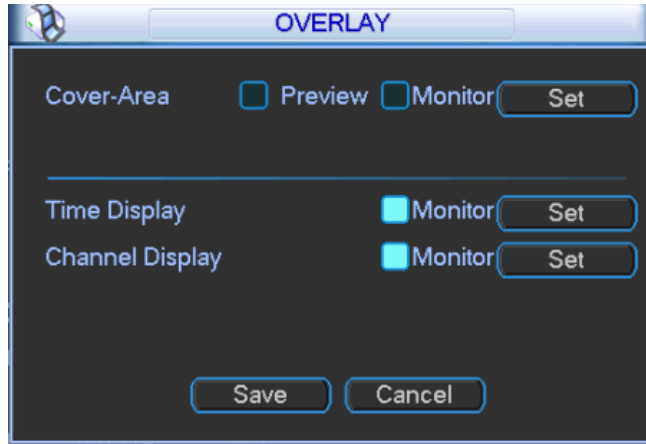 OVERLAY
Cover-Area Preview Monitor Set
Time Display Monitor Set
Channel Display Monitor Set
Save Cancel